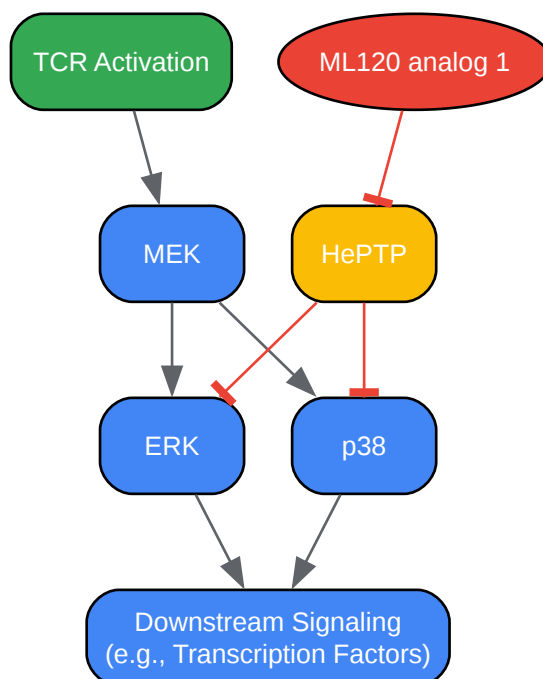 TCR Activation
ML120 analog 1
MEK
HePTP
ERK
p38
Downstream Signaling
(e.g., Transcription Factors)